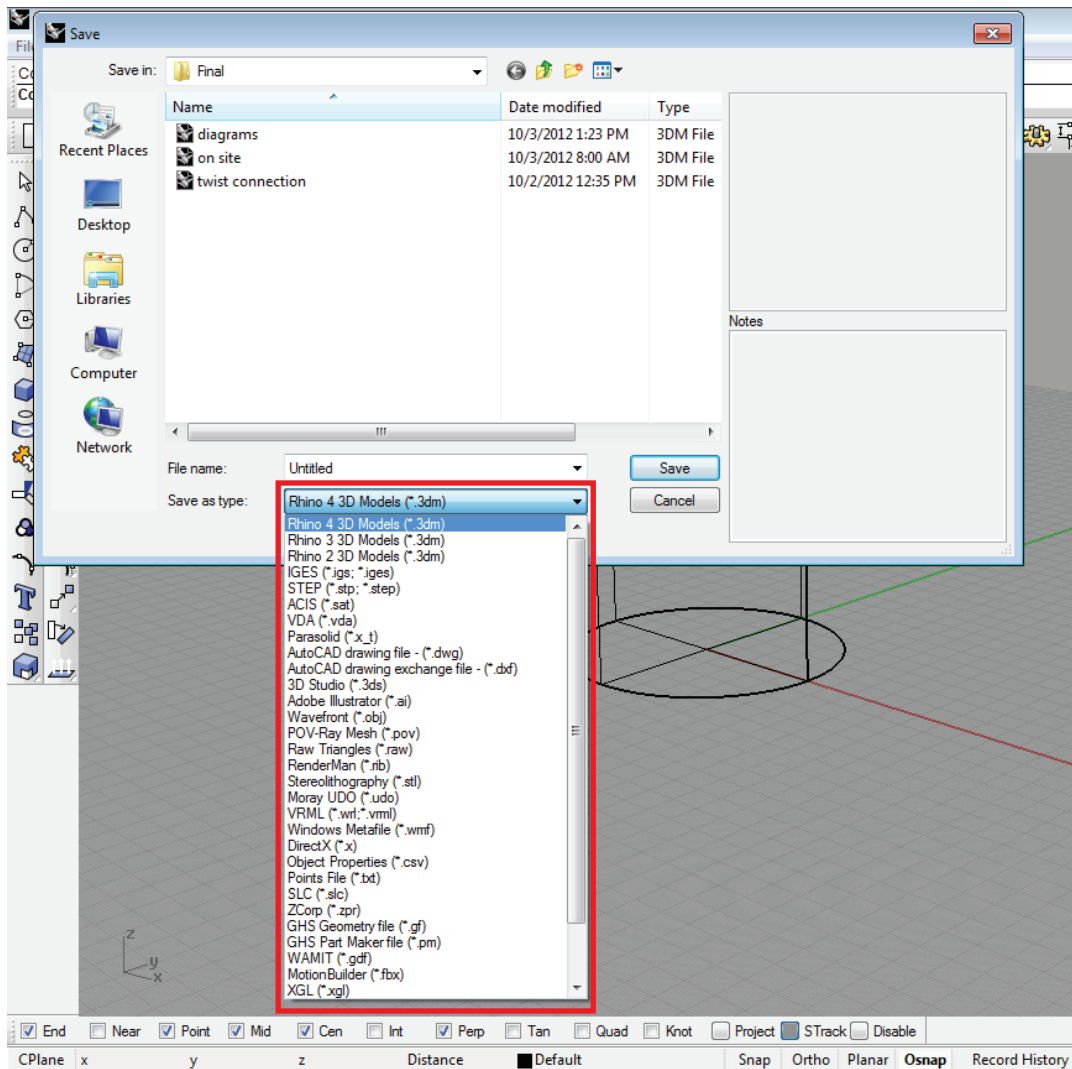 Save
File
Save in:
Final
Co
Co
Name
Date modified
Type
diagrams
10/3/2012 1:23 PM
3DM File
on site
10/3/2012 8:00 AM
3DM File
twist connection
10/2/2012 12:35 PM
3DM File
Recent Places
Desktop
Libraries
Computer
Network
Notes
File name:
Untitled
Save
Save as type:
Rhino 4 3D Models (*.3dm)
Cancel
Rhino 4 3D Models (*.3dm)
Rhino 3 3D Models (*.3dm)
Rhino 2 3D Models (*.3dm)
IGES (*.igs; *.iges)
STEP (*.stp; *.step)
ACIS (*.sat)
VDA (*.vda)
Parasolid (*.x_t)
AutoCAD drawing file - (*.dwg)
AutoCAD drawing exchange file - (*.dxf)
3D Studio (*.3ds)
Adobe Illustrator (*.ai)
Wavefront (*.obj)
POV-Ray Mesh (*.pov)
Raw Triangles (*.raw)
RenderMan (*.rib)
Stereolithography (*.stl)
Moray UDO (*.udo)
VRML (*.wrl;*.vrml)
Windows Metafile (*.wmf)
DirectX (*.x)
Object Properties (*.csv)
Points File (*.txt)
SLC (*.slc)
ZCorp (*.zpr)
GHS Geometry file (*.gf)
GHS Part Maker file (*.pm)
WAMIT (*.gdf)
MotionBuilder (*.fbx)
XGL (*.xgl)
z
y
x
End Near Point Mid Cen Int Perp Tan Quad Knot Project STrack Disable
CPlane x y z Distance Default Snap Ortho Planar Osnap Record History